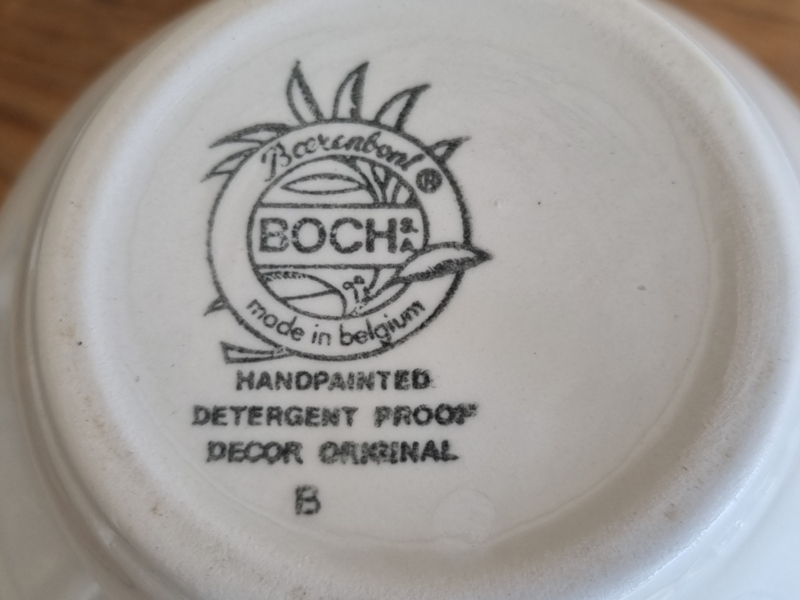 Boerenbont ®
BOCH S.A.
made in belgium
HANDPAINTED
DETERGENT PROOF
DECOR ORIGINAL
B